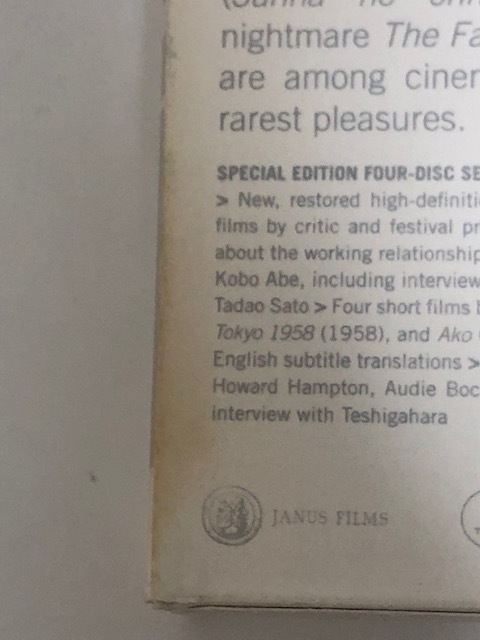 nightmare The Fa
are among ciner
rarest pleasures.
SPECIAL EDITION FOUR-DISC SE
> New, restored high-definiti
films by critic and festival pr
about the working relationship
Kobo Abe, including interview
Tadao Sato > Four short films b
Tokyo 1958 (1958), and Ako
English subtitle translations >
Howard Hampton, Audie Boc
interview with Teshigahara
JANUS FILMS